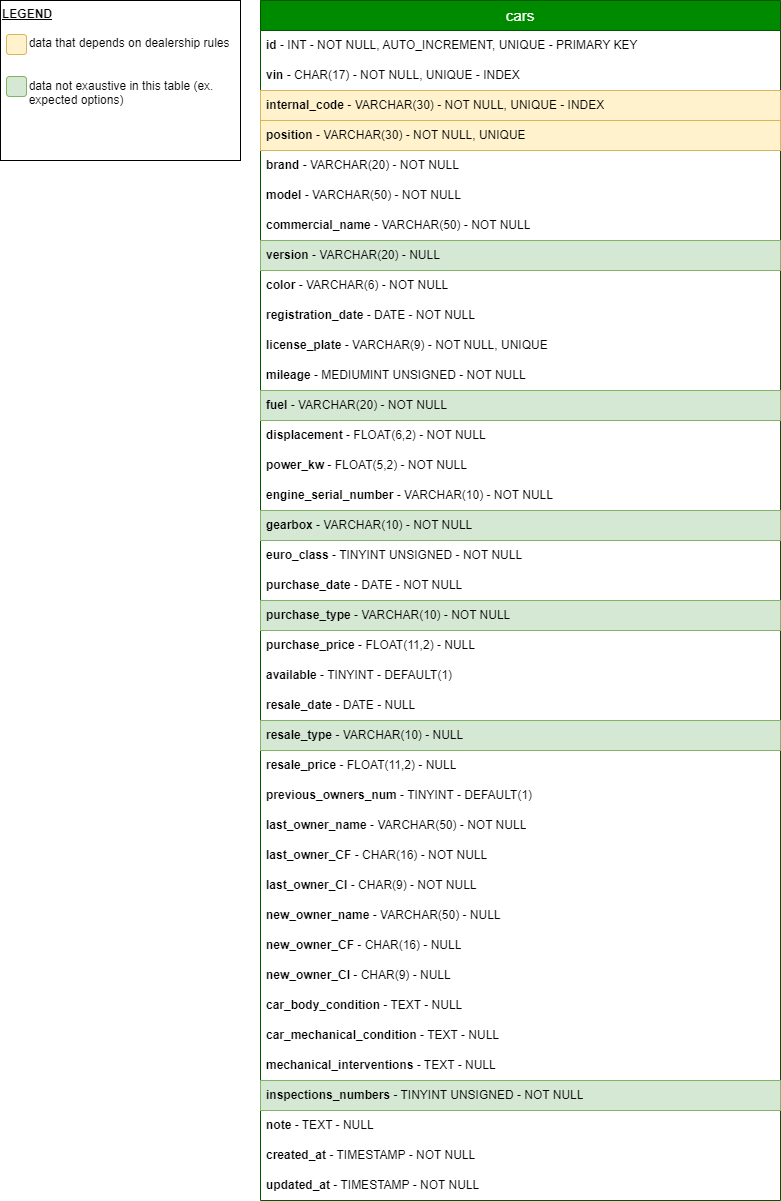 LEGEND
data that depends on dealership rules
data not exaustive in this table (ex.
expected options)
cars
id - INT - NOT NULL, AUTO_INCREMENT, UNIQUE - PRIMARY KEY
vin - CHAR(17) - NOT NULL, UNIQUE - INDEX
internal_code - VARCHAR(30) - NOT NULL, UNIQUE - INDEX
position - VARCHAR(30) - NOT NULL, UNIQUE
brand - VARCHAR(20) - NOT NULL
model - VARCHAR(50) - NOT NULL
commercial_name - VARCHAR(50) - NOT NULL
version - VARCHAR(20) - NULL
color - VARCHAR(6) - NOT NULL
registration_date - DATE - NOT NULL
license_plate - VARCHAR(9) - NOT NULL, UNIQUE
mileage - MEDIUMINT UNSIGNED - NOT NULL
fuel - VARCHAR(20) - NOT NULL
displacement - FLOAT(6,2) - NOT NULL
power_kw - FLOAT(5,2) - NOT NULL
engine_serial_number - VARCHAR(10) - NOT NULL
gearbox - VARCHAR(10) - NOT NULL
euro_class - TINYINT UNSIGNED - NOT NULL
purchase_date - DATE - NOT NULL
purchase_type - VARCHAR(10) - NOT NULL
purchase_price - FLOAT(11,2) - NULL
available - TINYINT - DEFAULT(1)
resale_date - DATE - NULL
resale_type - VARCHAR(10) - NULL
resale_price - FLOAT(11,2) - NULL
previous_owners_num - TINYINT - DEFAULT(1)
last_owner_name - VARCHAR(50) - NOT NULL
last_owner_CF - CHAR(16) - NOT NULL
last_owner_CI - CHAR(9) - NOT NULL
new_owner_name - VARCHAR(50) - NULL
new_owner_CF - CHAR(16) - NULL
new_owner_CI - CHAR(9) - NULL
car_body_condition - TEXT - NULL
car_mechanical_condition - TEXT - NULL
mechanical_interventions - TEXT - NULL
inspections_numbers - TINYINT UNSIGNED - NOT NULL
note - TEXT - NULL
created_at - TIMESTAMP - NOT NULL
updated_at - TIMESTAMP - NOT NULL